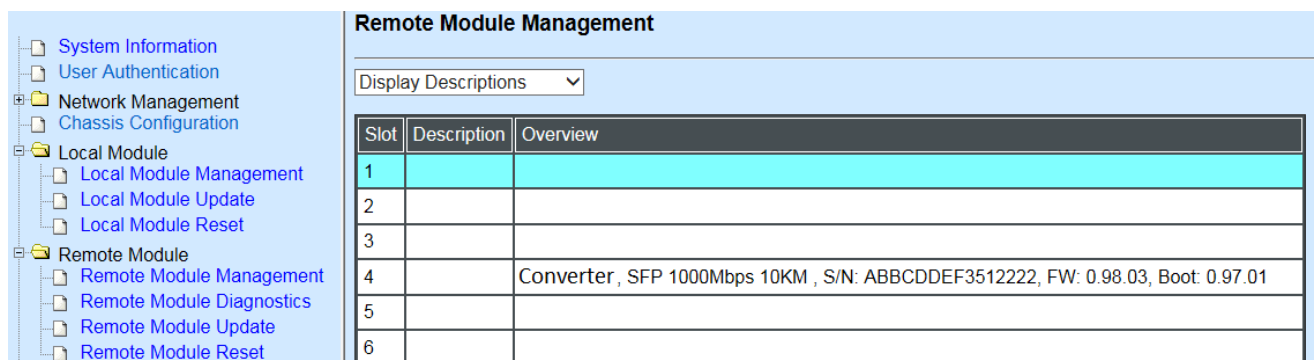 System Information
User Authentication
Network Management
Chassis Configuration
Local Module
Local Module Management
Local Module Update
Local Module Reset
Remote Module
Remote Module Management
Remote Module Diagnostics
Remote Module Update
Remote Module Reset
Remote Module Management
Display Descriptions
Slot Description Overview
1
2
3
4 Converter, SFP 1000Mbps 10KM , S/N: ABBCDDEF3512222, FW: 0.98.03, Boot: 0.97.01
5
6